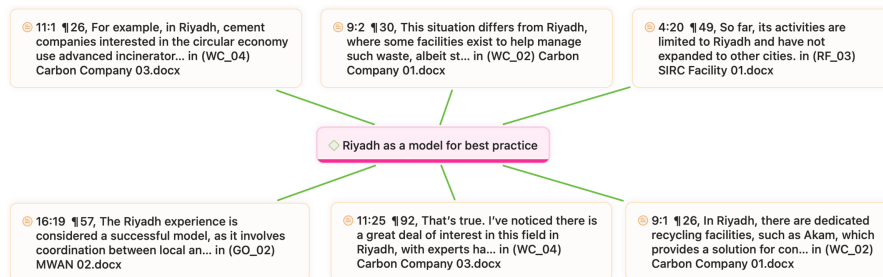 11:1 ¶26, For example, in Riyadh, cement
companies interested in the circular economy
use advanced incinerator... in (WC_04)
Carbon Company 03.docx
9:2 ¶30, This situation differs from Riyadh,
where some facilities exist to help manage
such waste, albeit st... in (WC_02) Carbon
Company 01.docx
4:20 ¶49, So far, its activities are
limited to Riyadh and have not
expanded to other cities. in (RF_03)
SIRC Facility 01.docx
Riyadh as a model for best practice
16:19 ¶57, The Riyadh experience is
considered a successful model, as it involves
coordination between local an... in (GO_02)
MWAN 02.docx
11:25 ¶92, That's true. I've noticed there is
a great deal of interest in this field in
Riyadh, with experts ha... in (WC_04)
Carbon Company 03.docx
9:1 ¶26, In Riyadh, there are dedicated
recycling facilities, such as Akam, which
provides a solution for con... in (WC_02)
Carbon Company 01.docx